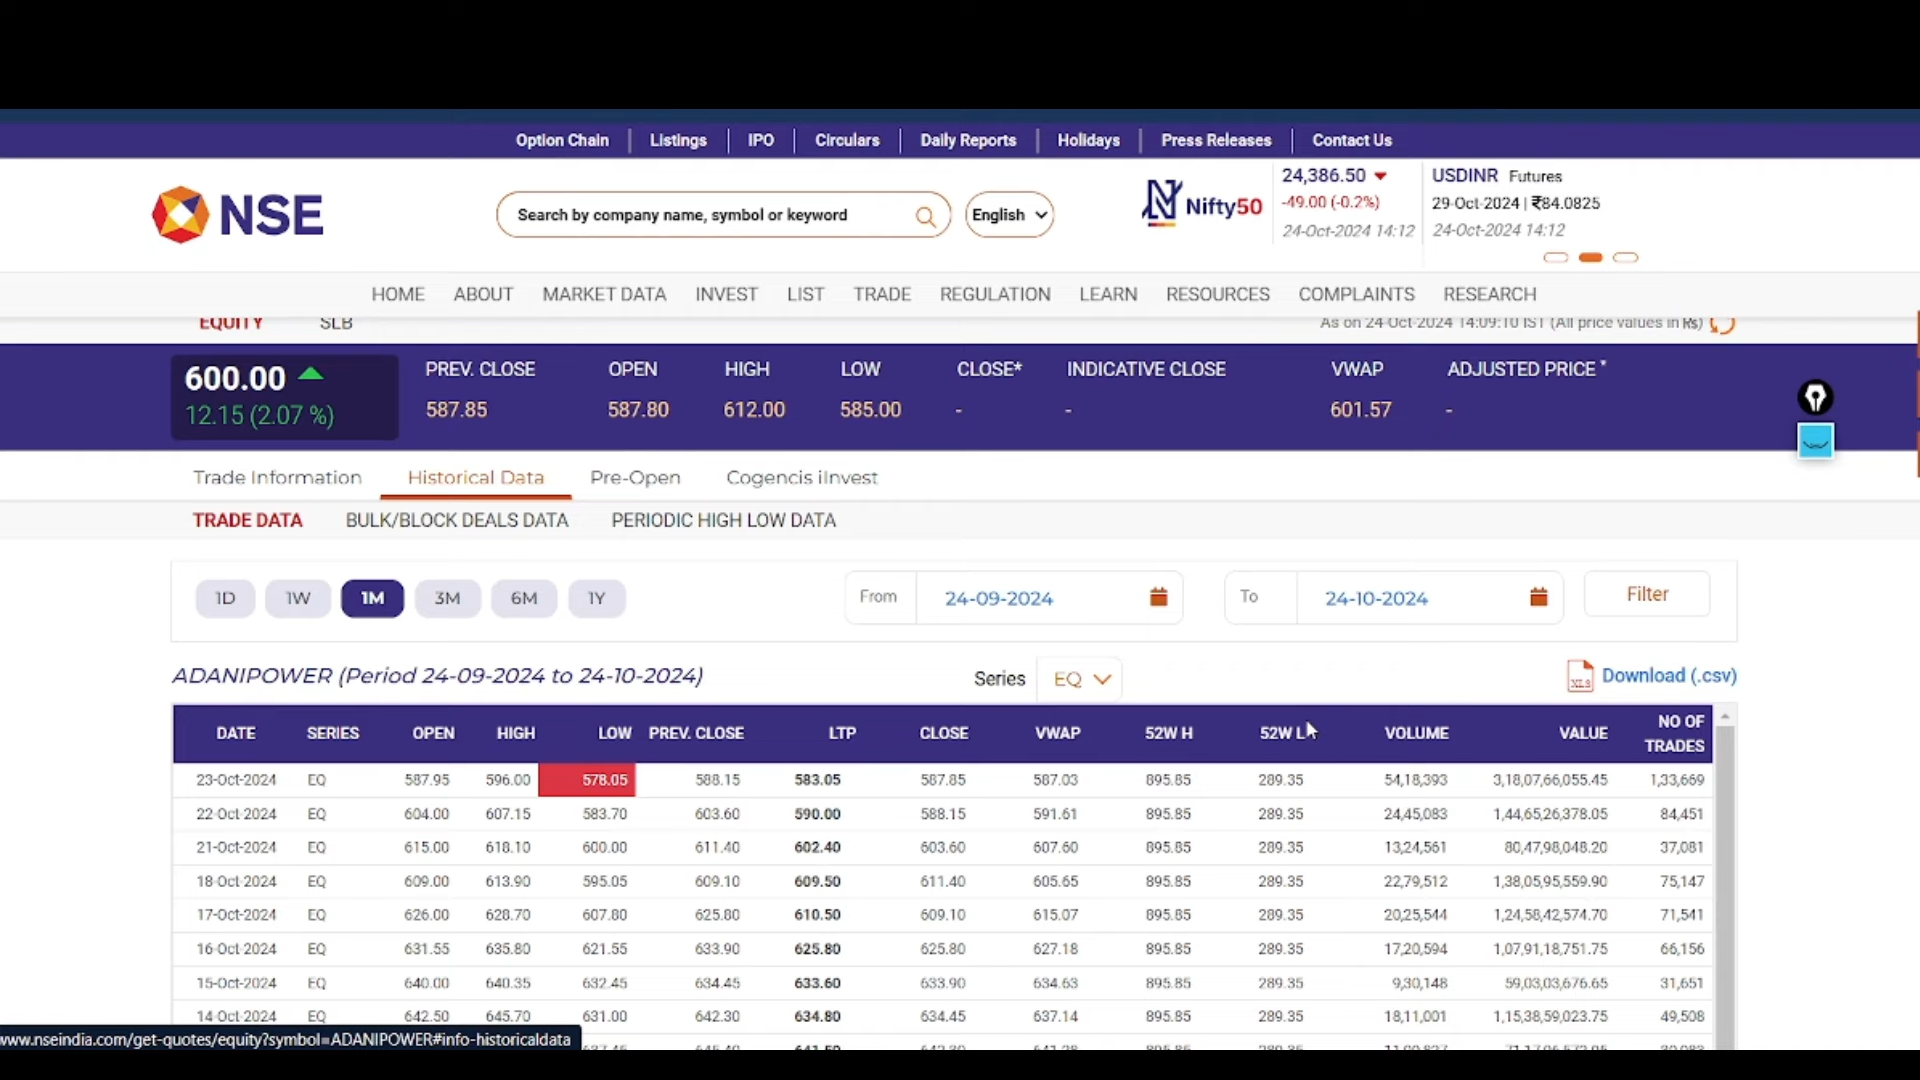 Option Chain | Listings | IPO | Circulars | Daily Reports | Holidays | Press Releases | Contact Us
NSE
Search by company name, symbol or keyword
English
Nifty50
24,386.50
-49.00 (-0.2%)
24-Oct-2024 14:12
USDINR Futures
29-Oct-2024 | ₹84.0825
24-Oct-2024 14:12
HOME ABOUT MARKET DATA INVEST LIST TRADE REGULATION LEARN RESOURCES COMPLAINTS RESEARCH
EQUITY SLB As on 24-Oct-2024 14:09:10 IST (All price values in Rs)
600.00 PREV. CLOSE OPEN HIGH LOW CLOSE* INDICATIVE CLOSE VWAP ADJUSTED PRICE *
12.15 (2.07 %) 587.85 587.80 612.00 585.00 - - 601.57 -
Trade Information Historical Data Pre-Open Cogencis iInvest
TRADE DATA BULK/BLOCK DEALS DATA PERIODIC HIGH LOW DATA
1D 1W 1M 3M 6M 1Y From 24-09-2024 To 24-10-2024 Filter
ADANIPOWER (Period 24-09-2024 to 24-10-2024) Series EQ XLS Download (.csv)
DATE SERIES OPEN HIGH LOW PREV. CLOSE LTP CLOSE VWAP 52W H 52W L VOLUME VALUE NO OF TRADES
23-Oct-2024 EQ 587.95 596.00 578.05 588.15 583.05 587.85 587.03 895.85 289.35 54,18,393 3,18,07,66,055.45 1,33,669
22-Oct-2024 EQ 604.00 607.15 583.70 603.60 590.00 588.15 591.61 895.85 289.35 24,45,083 1,44,65,26,378.05 84,451
21-Oct-2024 EQ 615.00 618.10 600.00 611.40 602.40 603.60 607.60 895.85 289.35 13,24,561 80,47,98,048.20 37,081
18-Oct-2024 EQ 609.00 613.90 595.05 609.10 609.50 611.40 605.65 895.85 289.35 22,79,512 1,38,05,95,559.90 75,147
17-Oct-2024 EQ 626.00 628.70 607.80 625.80 610.50 609.10 615.07 895.85 289.35 20,25,544 1,24,58,42,574.70 71,541
16-Oct-2024 EQ 631.55 635.80 621.55 633.90 625.80 625.80 627.18 895.85 289.35 17,20,594 1,07,91,18,751.75 66,156
15-Oct-2024 EQ 640.00 640.35 632.45 634.45 633.60 633.90 634.63 895.85 289.35 9,30,148 59,03,03,676.65 31,651
14-Oct-2024 EQ 642.50 645.70 631.00 642.30 634.80 634.45 637.14 895.85 289.35 18,11,001 1,15,38,59,023.75 49,508
www.nseindia.com/get-quotes/equity?symbol=ADANIPOWER#info-historicaldata